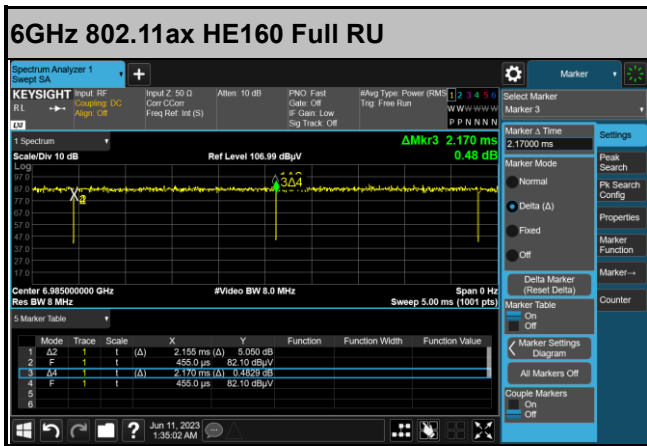 6GHz 802.11ax HE160 Full RU
Spectrum Analyzer 1
Swept SA
Marker
KEYSIGHT
RL
LXI
Input: RF
Coupling: DC
Align: Off
Input Z: 50 Ω
Corr CCorr
Freq Ref: Int (S)
Atten: 10 dB
PNO: Fast
Gate: Off
IF Gain: Low
Sig Track: Off
#Avg Type: Power (RMS
Trig: Free Run
1 2 3 4 5 6
W W W W W W
P P N N N N
Select Marker
Marker 3
1 Spectrum
ΔMkr3 2.170 ms
0.48 dB
Scale/Div 10 dB
Ref Level 106.99 dBµV
Log
97.0
87.0
77.0
67.0
57.0
47.0
37.0
27.0
17.0
3Δ4
Center 6.985000000 GHz
#Video BW 8.0 MHz
Span 0 Hz
Res BW 8 MHz
Sweep 5.00 ms (1001 pts)
5 Marker Table
Mode Trace Scale X Y Function Function Width Function Value
1 Δ2 1 t (Δ) 2.155 ms (Δ) 5.050 dB
2 F 1 t 455.0 µs 82.10 dBµV
3 Δ4 1 t (Δ) 2.170 ms (Δ) 0.4829 dB
4 F 1 t 455.0 µs 82.10 dBµV
5
6
Marker Δ Time
2.17000 ms
Marker Mode
Normal
Delta (Δ)
Fixed
Off
Delta Marker
(Reset Delta)
Marker Table
On
Off
Marker Settings
Diagram
All Markers Off
Couple Markers
On
Off
Settings
Peak
Search
Pk Search
Config
Properties
Marker
Function
Marker→
Counter
?
Jun 11, 2023
1:35:02 AM